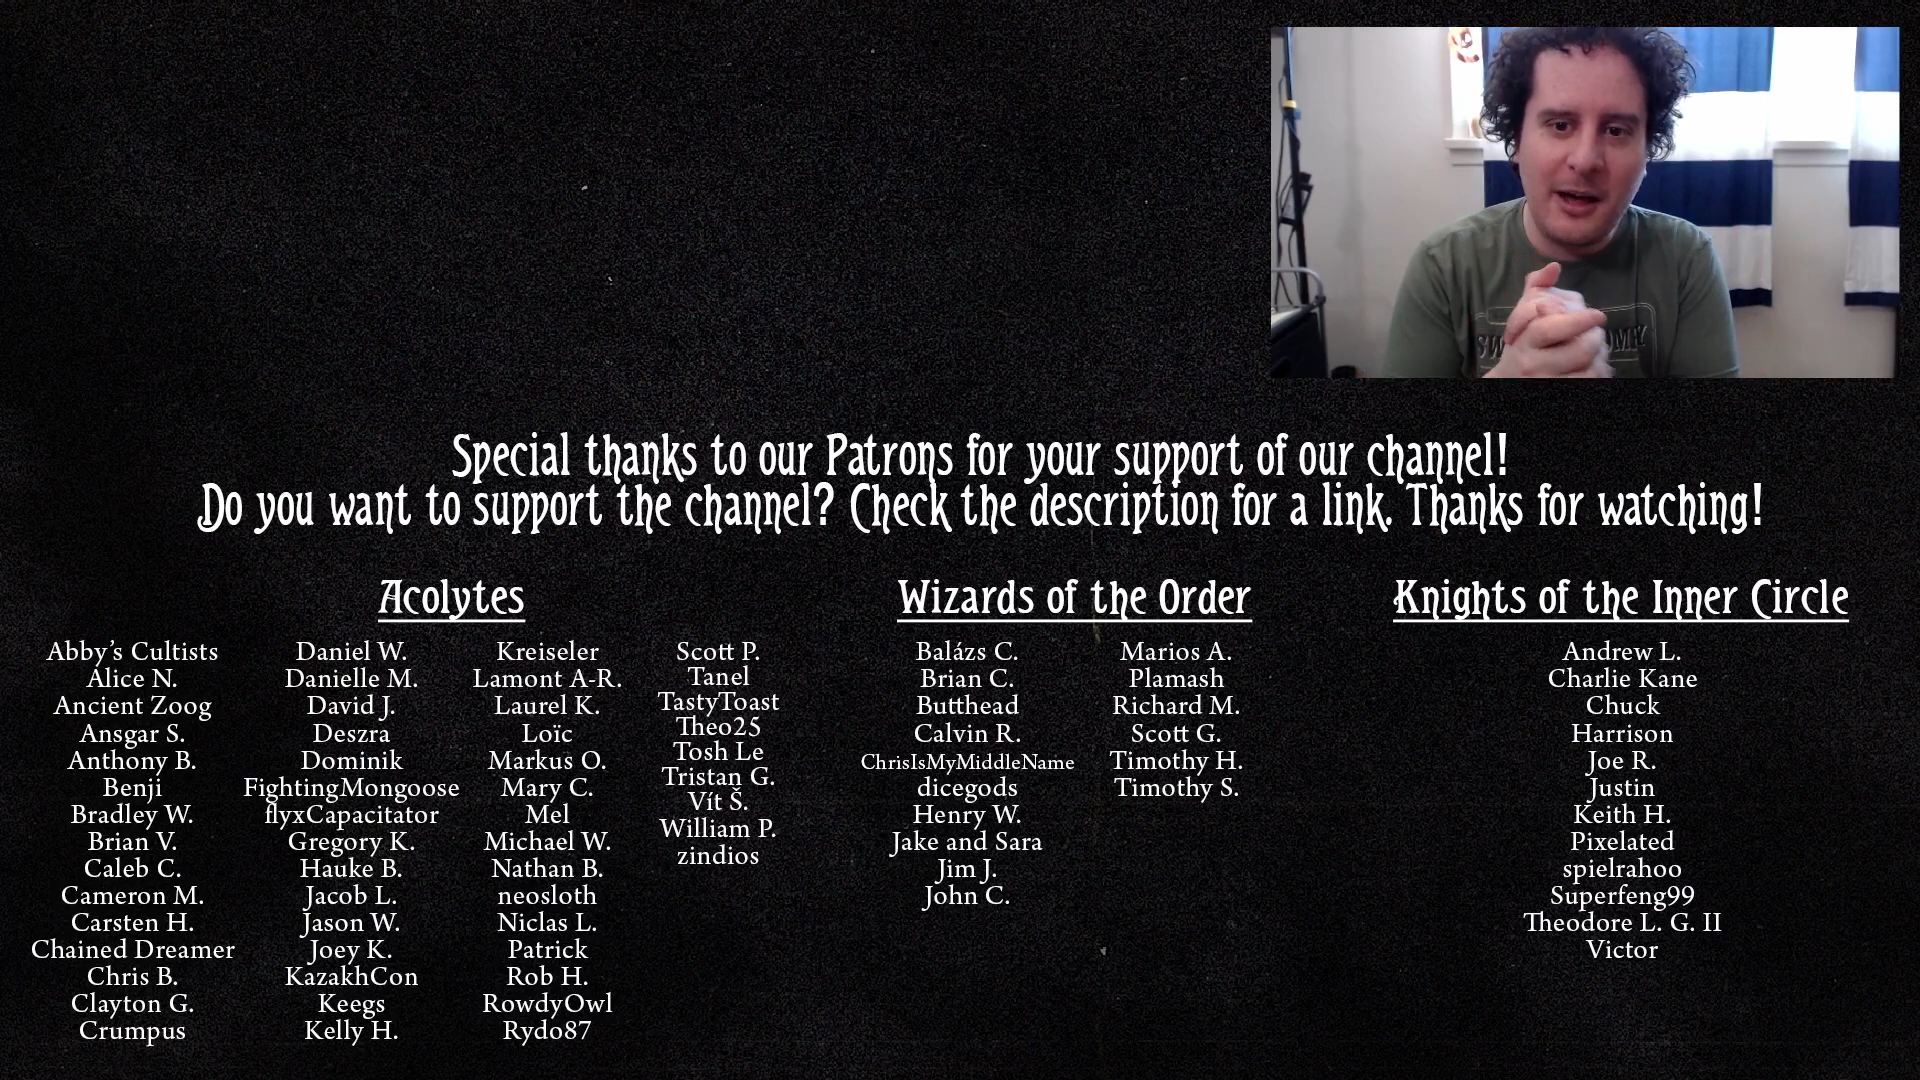 Special thanks to our Patrons for your support of our channel!
Do you want to support the channel? Check the description for a link. Thanks for watching!
Acolytes
Abby's Cultists
Alice N.
Ancient Zoog
Ansgar S.
Anthony B.
Benji
Bradley W.
Brian V.
Caleb C.
Cameron M.
Carsten H.
Chained Dreamer
Chris B.
Clayton G.
Crumpus
Daniel W.
Danielle M.
David J.
Deszra
Dominik
FightingMongoose
flyxCapacitator
Gregory K.
Hauke B.
Jacob L.
Jason W.
Joey K.
KazakhCon
Keegs
Kelly H.
Kreiseler
Lamont A-R.
Laurel K.
Loïc
Markus O.
Mary C.
Mel
Michael W.
Nathan B.
neosloth
Niclas L.
Patrick
Rob H.
RowdyOwl
Rydo87
Scott P.
Tanel
TastyToast
Theo25
Tosh Le
Tristan G.
Vít Š.
William P.
zindios
Wizards of the Order
Balázs C.
Brian C.
Butthead
Calvin R.
ChrisIsMyMiddleName
dicegods
Henry W.
Jake and Sara
Jim J.
John C.
Marios A.
Plamash
Richard M.
Scott G.
Timothy H.
Timothy S.
Knights of the Inner Circle
Andrew L.
Charlie Kane
Chuck
Harrison
Joe R.
Justin
Keith H.
Pixelated
spielrahoo
Superfeng99
Theodore L. G. II
Victor